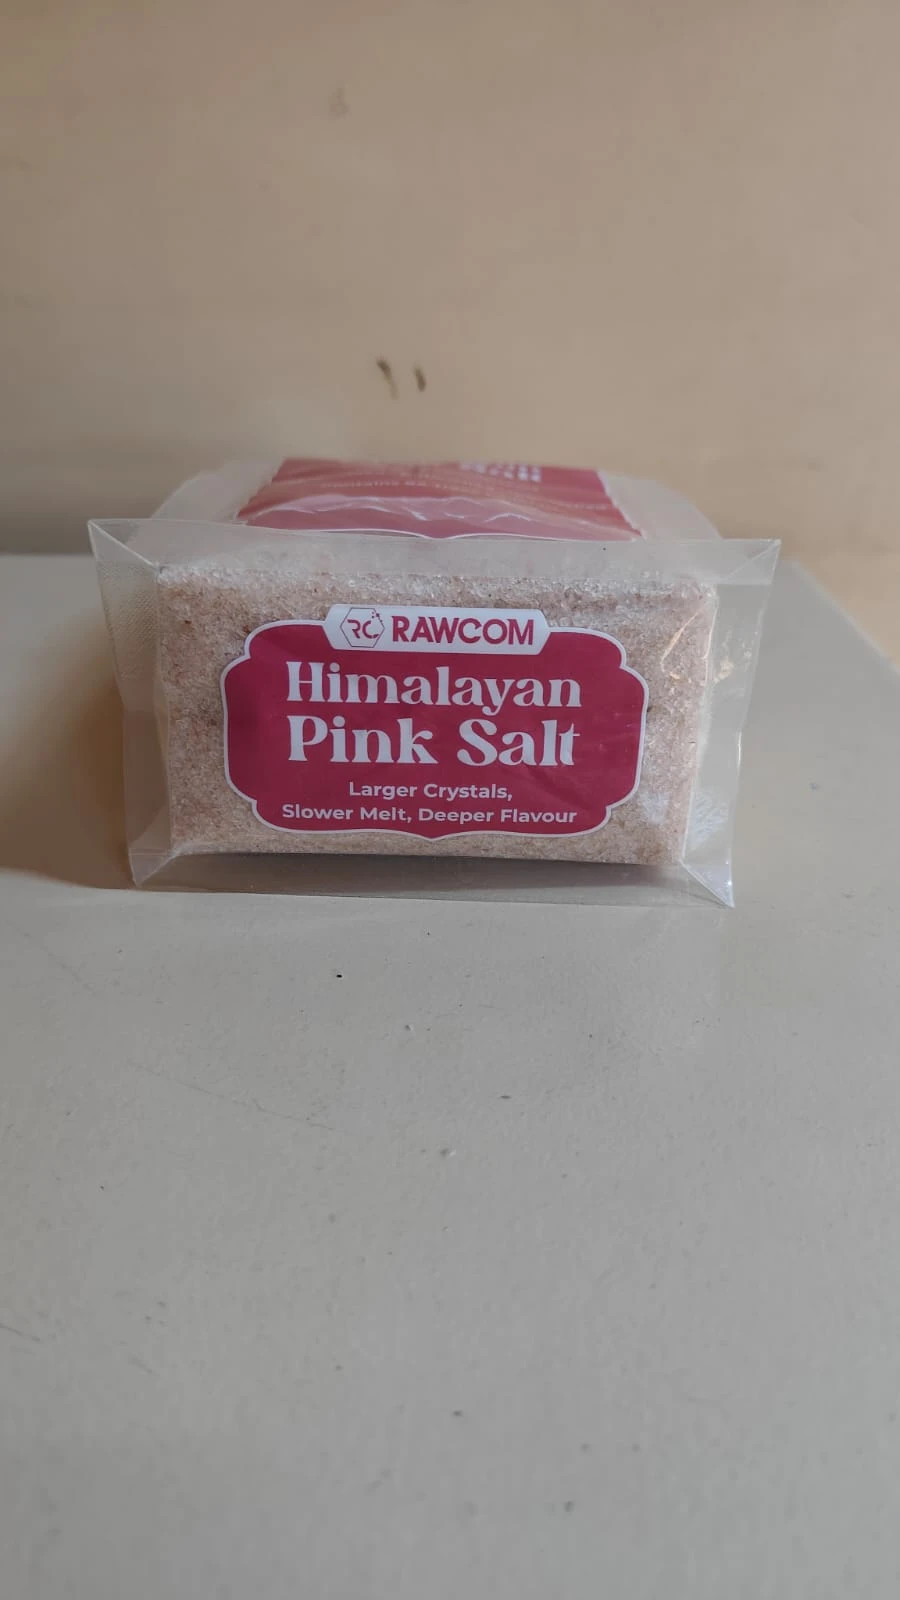 RC RAWCOM
Himalayan
Pink Salt
Larger Crystals,
Slower Melt, Deeper Flavour